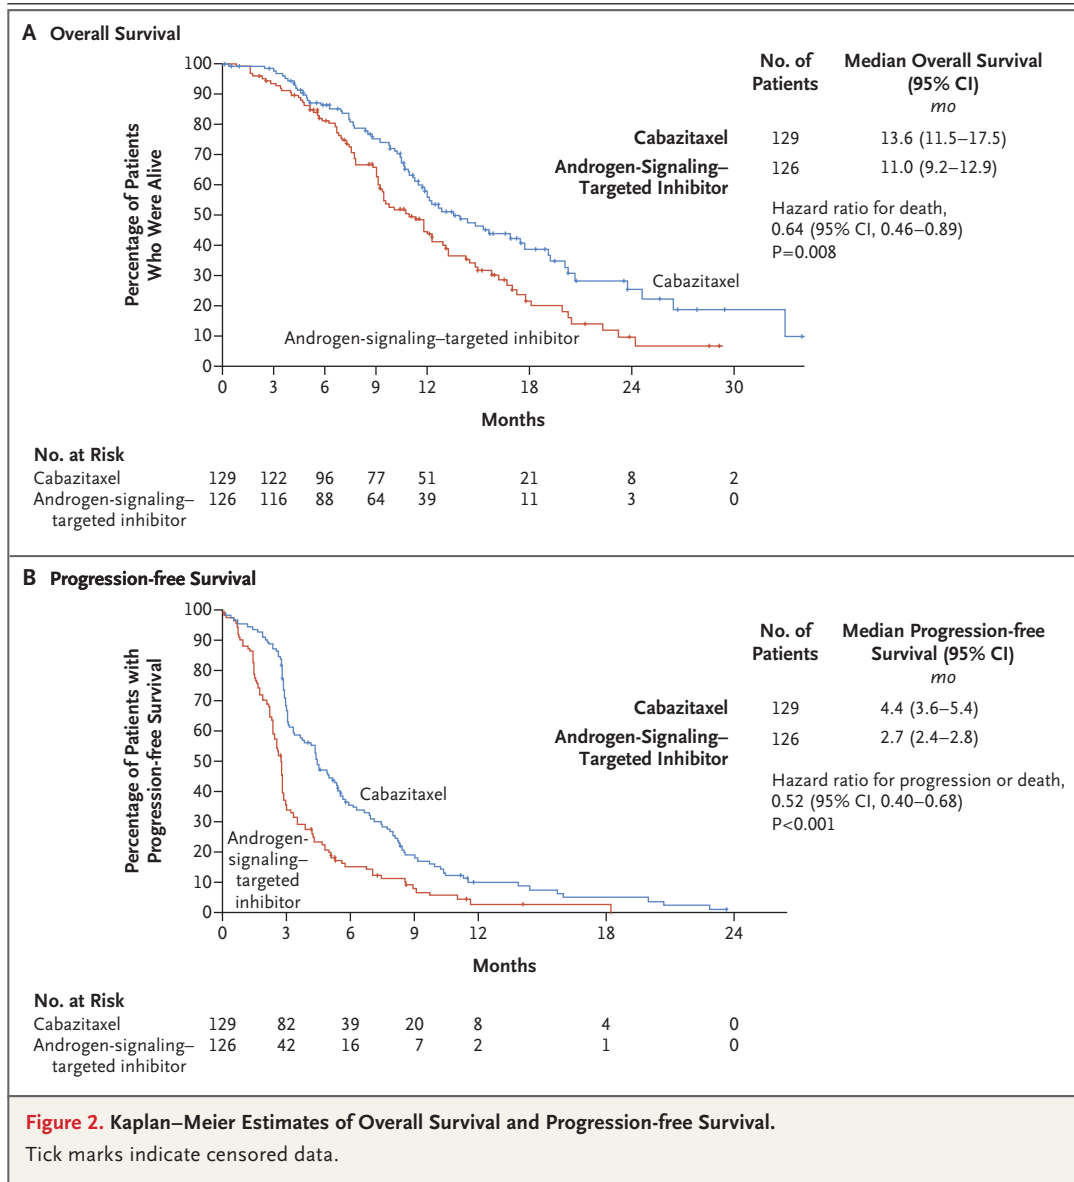 A Overall Survival
100
90
80
70
60
50
40
30
20
10
0
Percentage of Patients
Who Were Alive
0 3 6 9 12 18 24 30
Months
No. of
Patients
Median Overall Survival
(95% CI)
mo
Cabazitaxel 129 13.6 (11.5–17.5)
Androgen-Signaling–
Targeted Inhibitor
126 11.0 (9.2–12.9)
Hazard ratio for death,
0.64 (95% CI, 0.46–0.89)
P=0.008
Cabazitaxel
Androgen-signaling–targeted inhibitor
No. at Risk
Cabazitaxel 129 122 96 77 51 21 8 2
Androgen-signaling– 126 116 88 64 39 11 3 0
targeted inhibitor
B Progression-free Survival
100
90
80
70
60
50
40
30
20
10
0
Percentage of Patients with
Progression-free Survival
0 3 6 9 12 18 24
Months
No. of
Patients
Median Progression-free
Survival (95% CI)
mo
Cabazitaxel 129 4.4 (3.6–5.4)
Androgen-Signaling–
Targeted Inhibitor
126 2.7 (2.4–2.8)
Hazard ratio for progression or death,
0.52 (95% CI, 0.40–0.68)
P<0.001
Cabazitaxel
Androgen-
signaling–
targeted
inhibitor
No. at Risk
Cabazitaxel 129 82 39 20 8 4 0
Androgen-signaling– 126 42 16 7 2 1 0
targeted inhibitor
Figure 2. Kaplan–Meier Estimates of Overall Survival and Progression-free Survival.
Tick marks indicate censored data.